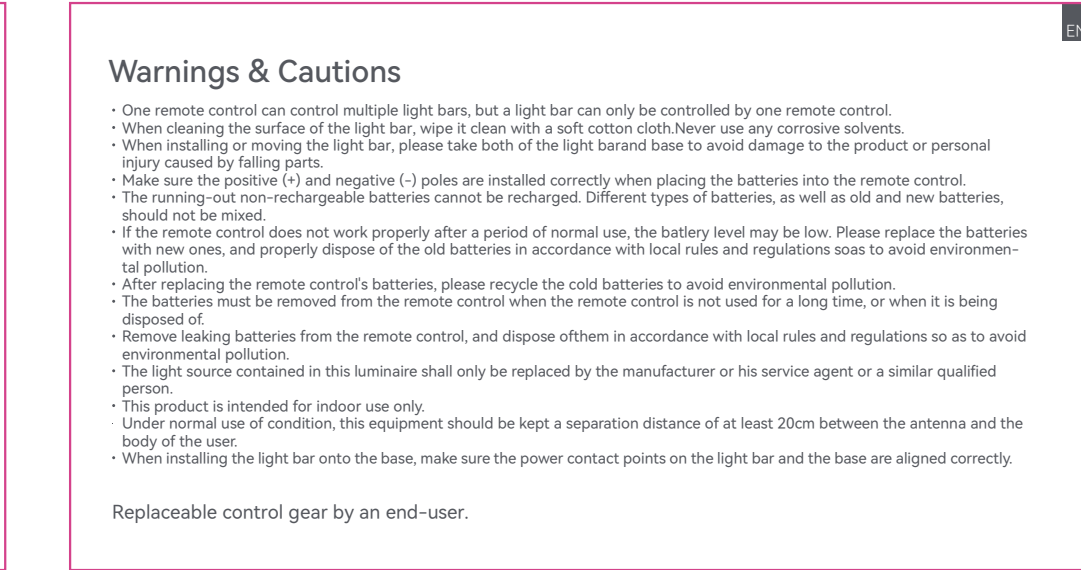 EN
Warnings & Cautions
• One remote control can control multiple light bars, but a light bar can only be controlled by one remote control.
• When cleaning the surface of the light bar, wipe it clean with a soft cotton cloth.Never use any corrosive solvents.
• When installing or moving the light bar, please take both of the light barand base to avoid damage to the product or personal
injury caused by falling parts.
• Make sure the positive (+) and negative (-) poles are installed correctly when placing the batteries into the remote control.
• The running-out non-rechargeable batteries cannot be recharged. Different types of batteries, as well as old and new batteries,
should not be mixed.
• If the remote control does not work properly after a period of normal use, the batlery level may be low. Please replace the batteries
with new ones, and properly dispose of the old batteries in accordance with local rules and regulations soas to avoid environmen-
tal pollution.
• After replacing the remote control's batteries, please recycle the cold batteries to avoid environmental pollution.
• The batteries must be removed from the remote control when the remote control is not used for a long time, or when it is being
disposed of.
• Remove leaking batteries from the remote control, and dispose ofthem in accordance with local rules and regulations so as to avoid
environmental pollution.
• The light source contained in this luminaire shall only be replaced by the manufacturer or his service agent or a similar qualified
person.
• This product is intended for indoor use only.
· Under normal use of condition, this equipment should be kept a separation distance of at least 20cm between the antenna and the
body of the user.
• When installing the light bar onto the base, make sure the power contact points on the light bar and the base are aligned correctly.
Replaceable control gear by an end-user.